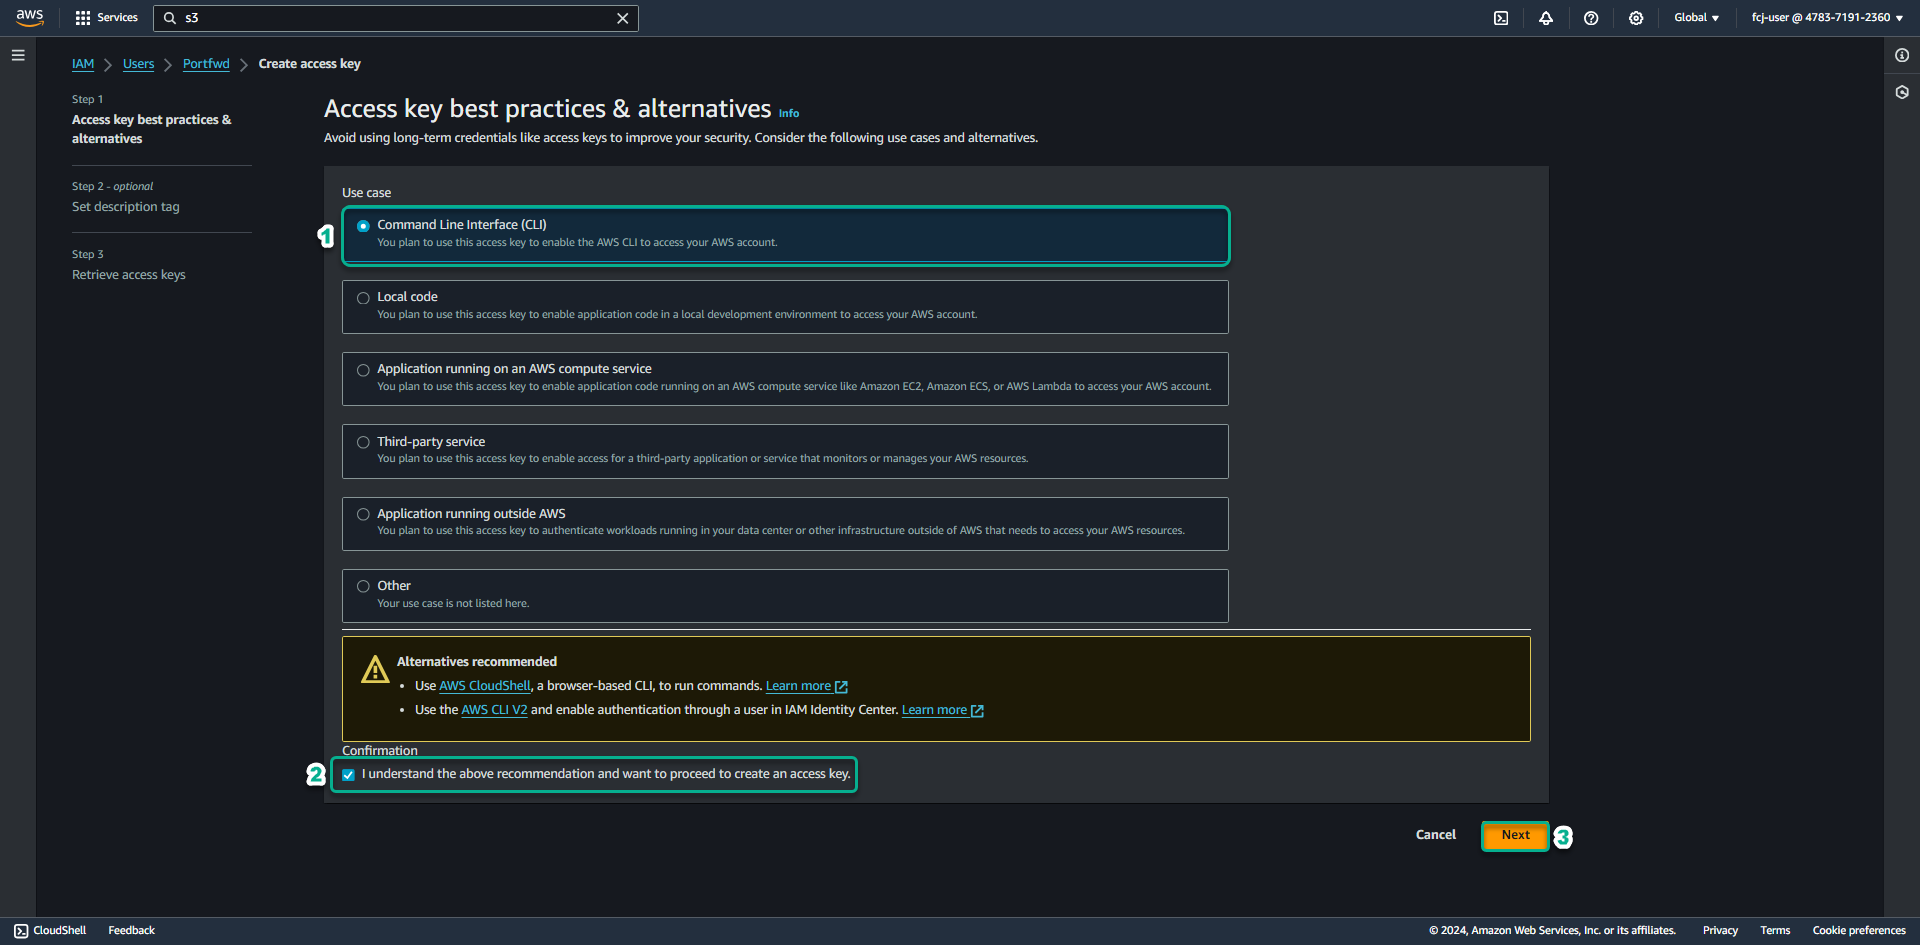 aws
Services
s3
Global
fcj-user @ 4783-7191-2360
IAM
Users
Portfwd
Create access key
Step 1
Access key best practices &
alternatives
Step 2 - optional
Set description tag
Step 3
Retrieve access keys
Access key best practices & alternatives Info
Avoid using long-term credentials like access keys to improve your security. Consider the following use cases and alternatives.
Use case
1
Command Line Interface (CLI)
You plan to use this access key to enable the AWS CLI to access your AWS account.
Local code
You plan to use this access key to enable application code in a local development environment to access your AWS account.
Application running on an AWS compute service
You plan to use this access key to enable application code running on an AWS compute service like Amazon EC2, Amazon ECS, or AWS Lambda to access your AWS account.
Third-party service
You plan to use this access key to enable access for a third-party application or service that monitors or manages your AWS resources.
Application running outside AWS
You plan to use this access key to authenticate workloads running in your data center or other infrastructure outside of AWS that needs to access your AWS resources.
Other
Your use case is not listed here.
Alternatives recommended
• Use AWS CloudShell, a browser-based CLI, to run commands. Learn more
• Use the AWS CLI V2 and enable authentication through a user in IAM Identity Center. Learn more
Confirmation
2
I understand the above recommendation and want to proceed to create an access key.
Cancel
Next
3
CloudShell
Feedback
© 2024, Amazon Web Services, Inc. or its affiliates.
Privacy
Terms
Cookie preferences